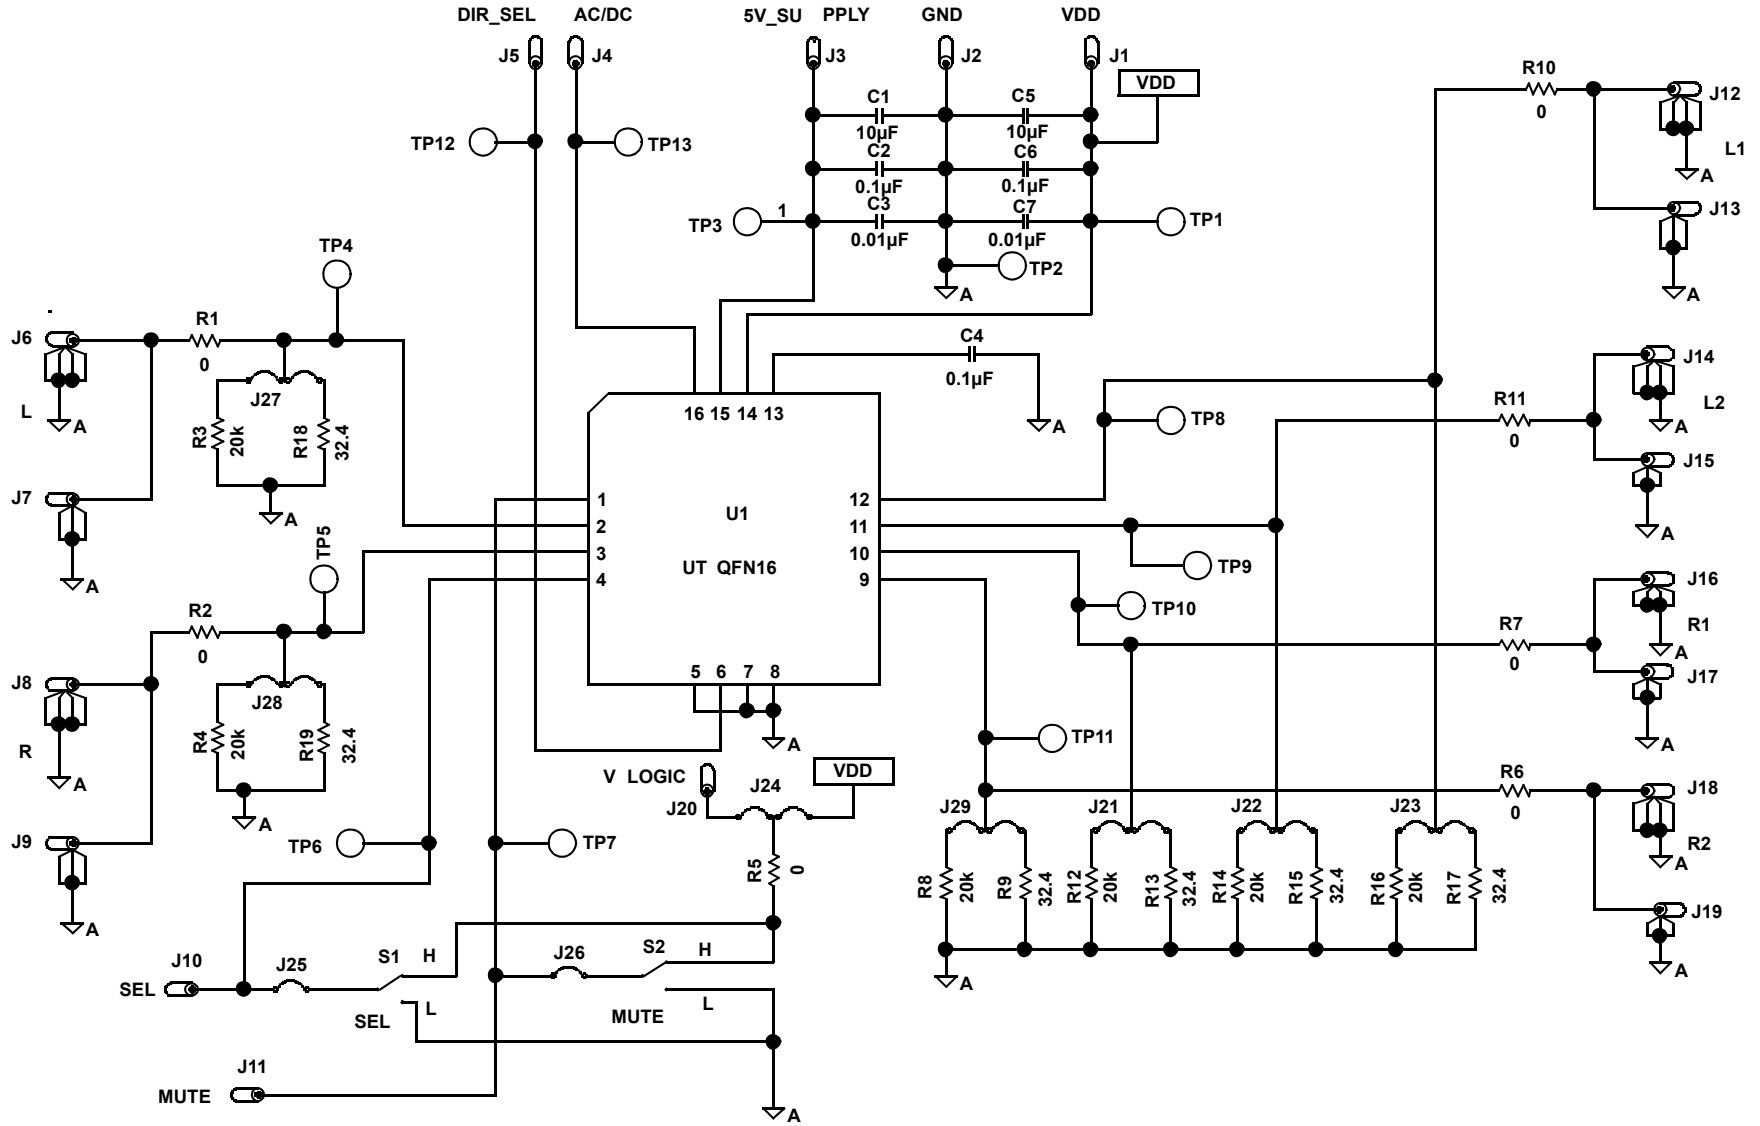 DIR_SEL AC/DC 5V_SU PPLY GND VDD
J5 J4 J3 J2 J1
VDD
R10
0
J12
L1
A
J13
A
C1
10µF
C5
10µF
TP12
TP13
C2
0.1µF
C6
0.1µF
TP3
1
C3
0.01µF
C7
0.01µF
TP1
TP2
A
TP4
J6
R1
0
L
A
J27
R3
20k
R18
32.4
A
J7
A
C4
0.1µF
A
16 15 14 13
TP8
R11
0
J14
L2
A
J15
A
U1
UT QFN16
1
2
3
4
12
11
10
9
5 6 7 8
A
TP9
TP10
TP5
R2
0
J8
R
A
J28
R4
20k
R19
32.4
A
J9
A
R7
0
J16
R1
A
J17
A
TP11
R6
0
J18
R2
A
J19
A
V LOGIC
J20
J24
VDD
TP6
TP7
R5
0
J29 J21 J22 J23
R8
20k
R9
32.4
R12
20k
R13
32.4
R14
20k
R15
32.4
R16
20k
R17
32.4
A
J10
SEL
J25
S1
H
L
SEL
J26
S2
H
L
MUTE
J11
MUTE
A